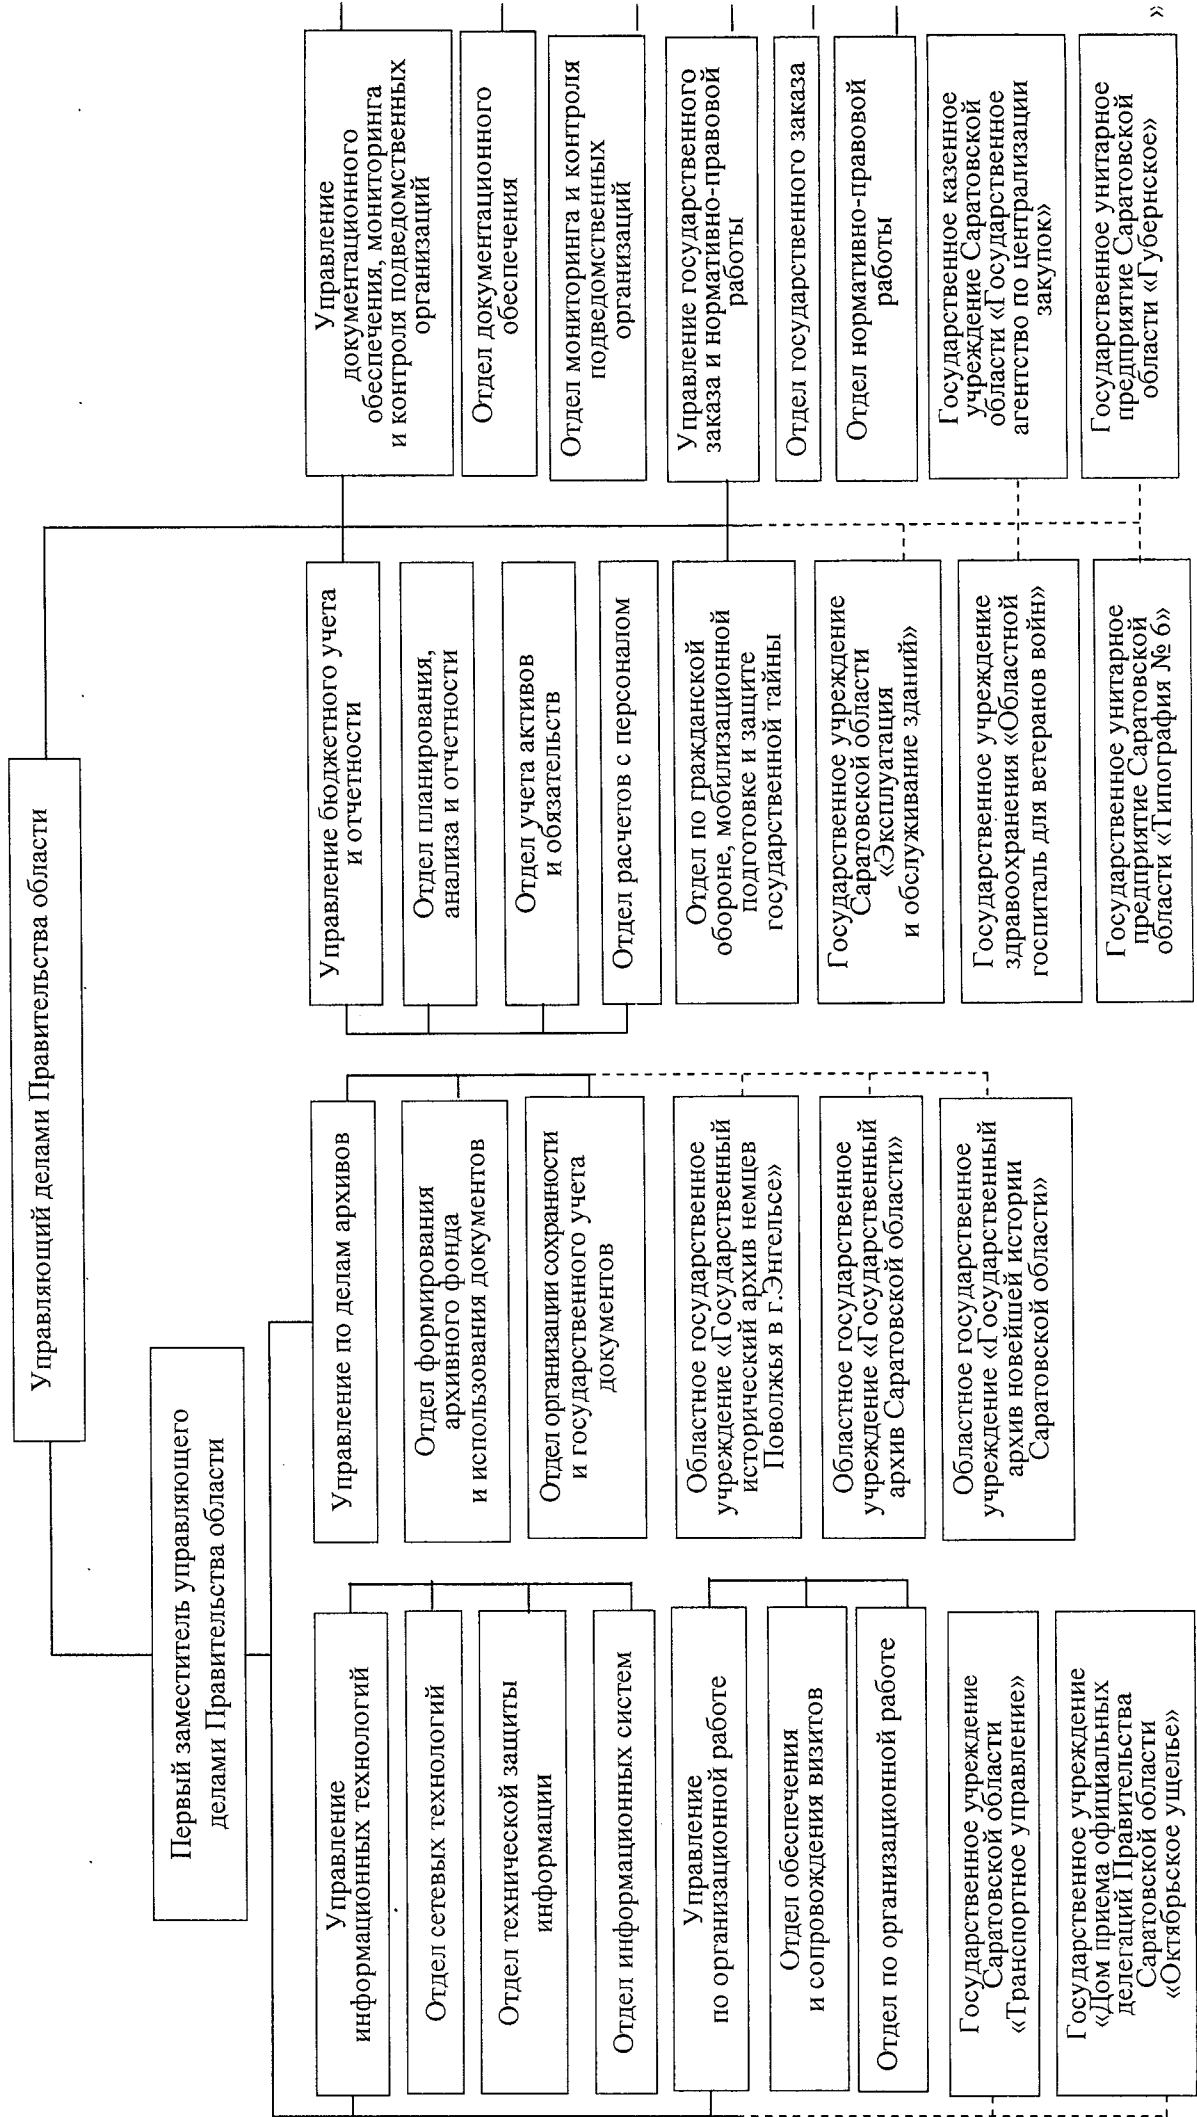 Управляющий делами Правительства области
Первый заместитель управляющего
делами Правительства области
Управление
информационных технологий
Отдел сетевых технологий
Отдел технической защиты
информации
Отдел информационных систем
Управление
по организационной работе
Отдел обеспечения
и сопровождения визитов
Отдел по организационной работе
Государственное учреждение
Саратовской области
«Транспортное управление»
Государственное учреждение
«Дом приема официальных
делегаций Правительства
Саратовской области
«Октябрьское ущелье»
Управление по делам архивов
Отдел формирования
архивного фонда
и использования документов
Отдел организации сохранности
и государственного учета
документов
Областное государственное
учреждение «Государственный
исторический архив немцев
Поволжья в г.Энгельсе»
Областное государственное
учреждение «Государственный
архив Саратовской области»
Областное государственное
учреждение «Государственный
архив новейшей истории
Саратовской области»
Управление бюджетного учета
и отчетности
Отдел планирования,
анализа и отчетности
Отдел учета активов
и обязательств
Отдел расчетов с персоналом
Отдел по гражданской
обороне, мобилизационной
подготовке и защите
государственной тайны
Государственное учреждение
Саратовской области
«Эксплуатация
и обслуживание зданий»
Государственное учреждение
здравоохранения «Областной
госпиталь для ветеранов войн»
Государственное унитарное
предприятие Саратовской
области «Типография № 6»
Управление
документационного
обеспечения, мониторинга
и контроля подведомственных
организаций
Отдел документационного
обеспечения
Отдел мониторинга и контроля
подведомственных
организаций
Управление государственного
заказа и нормативно-правовой
работы
Отдел государственного заказа
Отдел нормативно-правовой
работы
Государственное казенное
учреждение Саратовской
области «Государственное
агентство по централизации
закупок»
Государственное унитарное
предприятие Саратовской
области «Губернское»
»